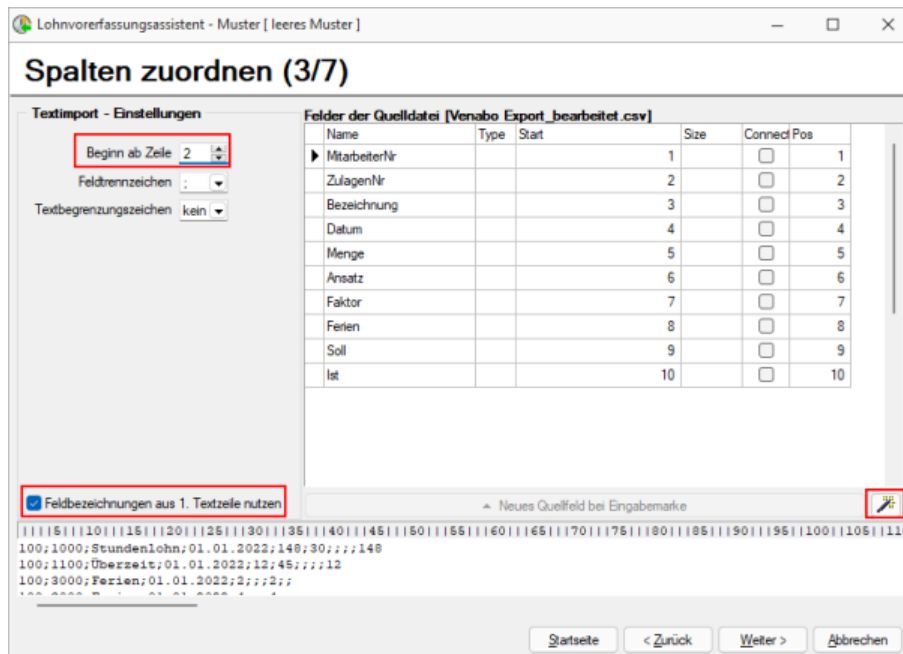 Lohnvorerfassungsassistent - Muster [ leeres Muster ]
Spalten zuordnen (3/7)
Textimport - Einstellungen
Beginn ab Zeile 2
Feldtrennzeichen ;
Textbegrenzungszeichen kein
Felder der Quelldatei [Venabo Export_bearbeitet.csv]
Name Type Start Size Connect Pos
MitarbeiterNr 1 1
ZulagenNr 2 2
Bezeichnung 3 3
Datum 4 4
Menge 5 5
Ansatz 6 6
Faktor 7 7
Ferien 8 8
Soll 9 9
Ist 10 10
Feldbezeichnungen aus 1. Textzeile nutzen
Neues Quellfeld bei Eingabemarke
||||5||||10|||15|||20|||25|||30|||35|||40|||45|||50|||55|||60|||65|||70|||75|||80|||85|||90|||95|||100||105||11
100;1000;Stundenlohn;01.01.2022;148;30;;;;148
100;1100;Überzeit;01.01.2022;12;45;;;;12
100;3000;Ferien;01.01.2022;2;;;2;;
Startseite < Zurück Weiter > Abbrechen